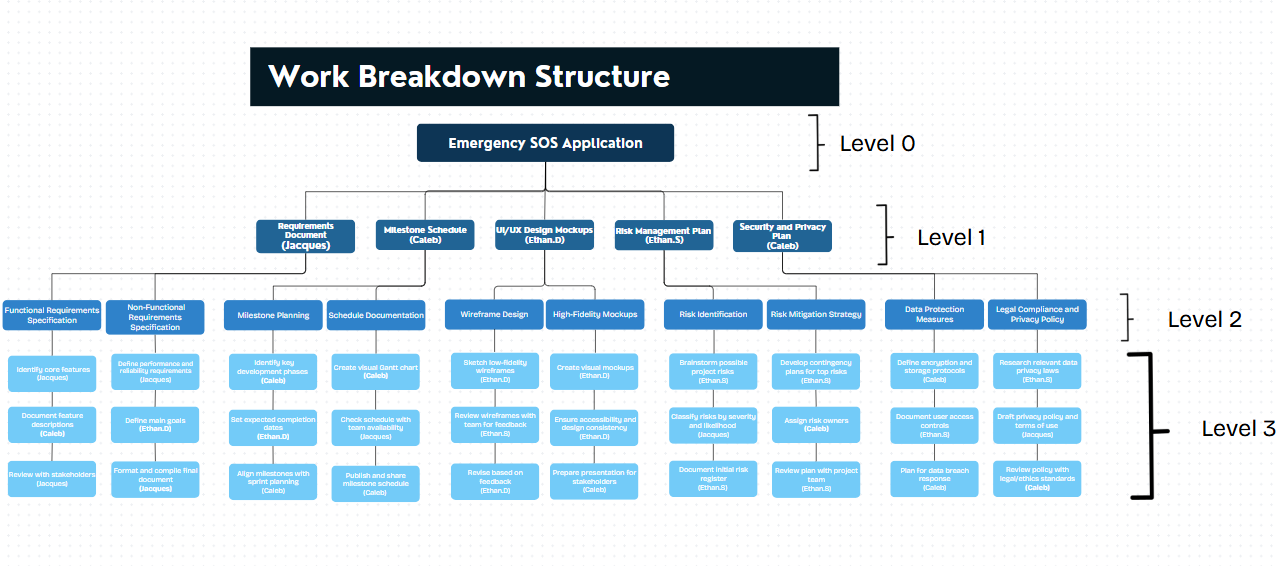 Work Breakdown Structure
Emergency SOS Application
Level 0
Requirements
Document
(Jacques)
Milestone Schedule
(Caleb)
UI/UX Design Mockups
(Ethan.D)
Risk Management Plan
(Ethan.S)
Security and Privacy
Plan
(Caleb)
Level 1
Functional Requirements
Specification
Non-Functional
Requirements
Specification
Milestone Planning
Schedule Documentation
Wireframe Design
High-Fidelity Mockups
Risk Identification
Risk Mitigation Strategy
Data Protection
Measures
Legal Compliance and
Privacy Policy
Level 2
Identify core features
(Jacques)
Define performance and
reliability requirements
(Jacques)
Identify key
development phases
(Caleb)
Create visual Gantt chart
(Caleb)
Sketch low-fidelity
wireframes
(Ethan.D)
Create visual mockups
(Ethan.D)
Brainstorm possible
project risks
(Ethan.S)
Develop contingency
plans for top risks
(Ethan.S)
Define encryption and
storage protocols
(Caleb)
Research relevant data
privacy laws
(Ethan.S)
Document feature
descriptions
(Caleb)
Define main goals
(Ethan.D)
Set expected completion
dates
(Ethan.D)
Check schedule with
team availability
(Jacques)
Review wireframes with
team for feedback
(Ethan.S)
Ensure accessibility and
design consistency
(Ethan.D)
Classify risks by severity
and likelihood
(Jacques)
Assign risk owners
(Caleb)
Document user access
controls
(Ethan.S)
Draft privacy policy and
terms of use
(Jacques)
Level 3
Review with stakeholders
(Jacques)
Format and compile final
document
(Jacques)
Align milestones with
sprint planning
(Caleb)
Publish and share
milestone schedule
(Caleb)
Revise based on
feedback
(Ethan.D)
Prepare presentation for
stakeholders
(Caleb)
Document initial risk
register
(Ethan.S)
Review plan with project
team
(Ethan.S)
Plan for data breach
response
(Caleb)
Review policy with
legal/ethics standards
(Caleb)